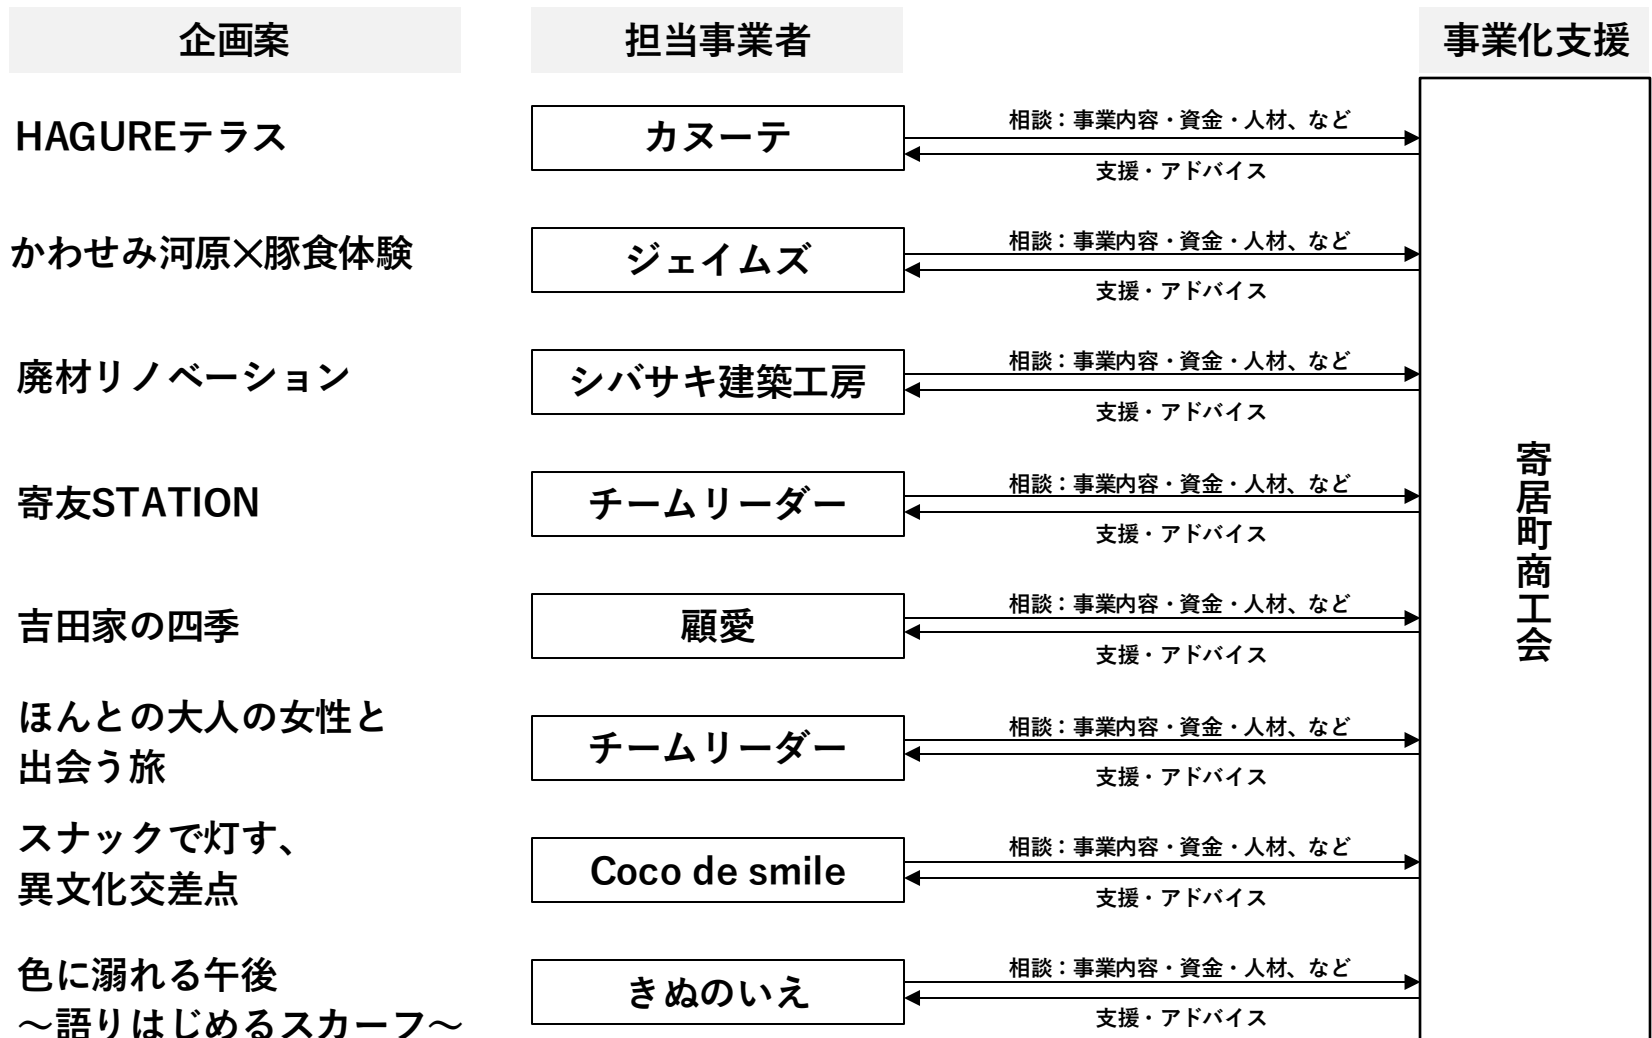 企画案
担当事業者
事業化支援
HAGUREテラス
カヌーテ
相談：事業内容・資金・人材、など
支援・アドバイス
かわせみ河原×豚食体験
ジェイムズ
相談：事業内容・資金・人材、など
支援・アドバイス
廃材リノベーション
シバサキ建築工房
相談：事業内容・資金・人材、など
支援・アドバイス
寄友STATION
チームリーダー
相談：事業内容・資金・人材、など
支援・アドバイス
吉田家の四季
顧愛
相談：事業内容・資金・人材、など
支援・アドバイス
ほんとの大人の女性と
出会う旅
チームリーダー
相談：事業内容・資金・人材、など
支援・アドバイス
スナックで灯す、
異文化交差点
Coco de smile
相談：事業内容・資金・人材、など
支援・アドバイス
色に溺れる午後
～語りはじめるスカーフ～
きぬのいえ
相談：事業内容・資金・人材、など
支援・アドバイス
寄居町商工会